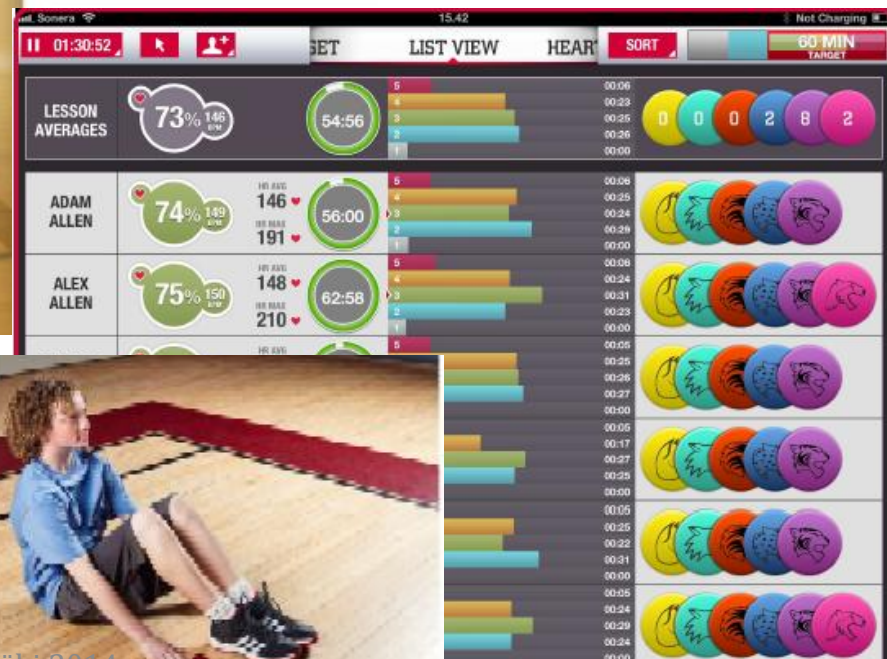 Sonera
15.42
Not Charging
01:30:52
LIST VIEW
SORT
60 MIN
TARGET
LESSON
AVERAGES
73% 146
BPM
54:56
5
4
3
2
1
00:06
00:23
00:25
00:26
00:00
0 0 0 2 8 2
ADAM
ALLEN
74% 149
BPM
HR AVG
146
HR MAX
191
56:00
5
4
3
2
1
00:06
00:25
00:24
00:29
00:00
ALEX
ALLEN
75% 150
BPM
HR AVG
148
HR MAX
210
62:58
5
4
3
2
1
00:06
00:24
00:31
00:23
00:00
HR AVG
5
00:05
00:25
00:26
00:27
00:00
00:05
00:17
00:27
00:25
00:00
00:05
00:25
00:22
00:31
00:00
00:05
00:24
00:29
00:24